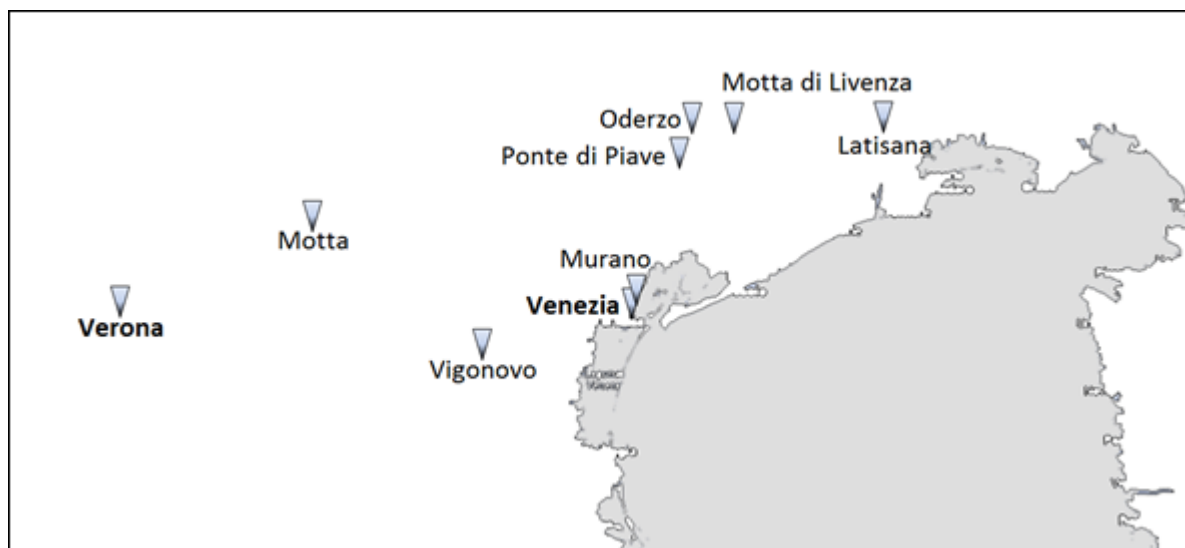 Motta di Livenza
Oderzo
Ponte di Piave
Latisana
Motta
Murano
Venezia
Verona
Vigonovo